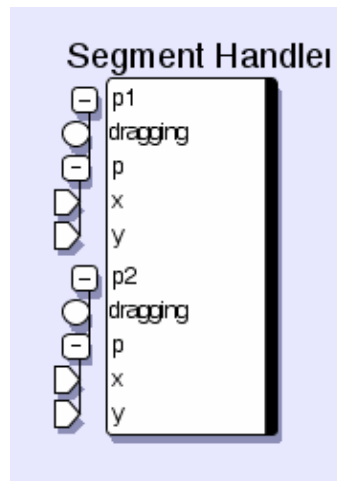 Segment Handler
p1
dragging
p
x
y
p2
dragging
p
x
y